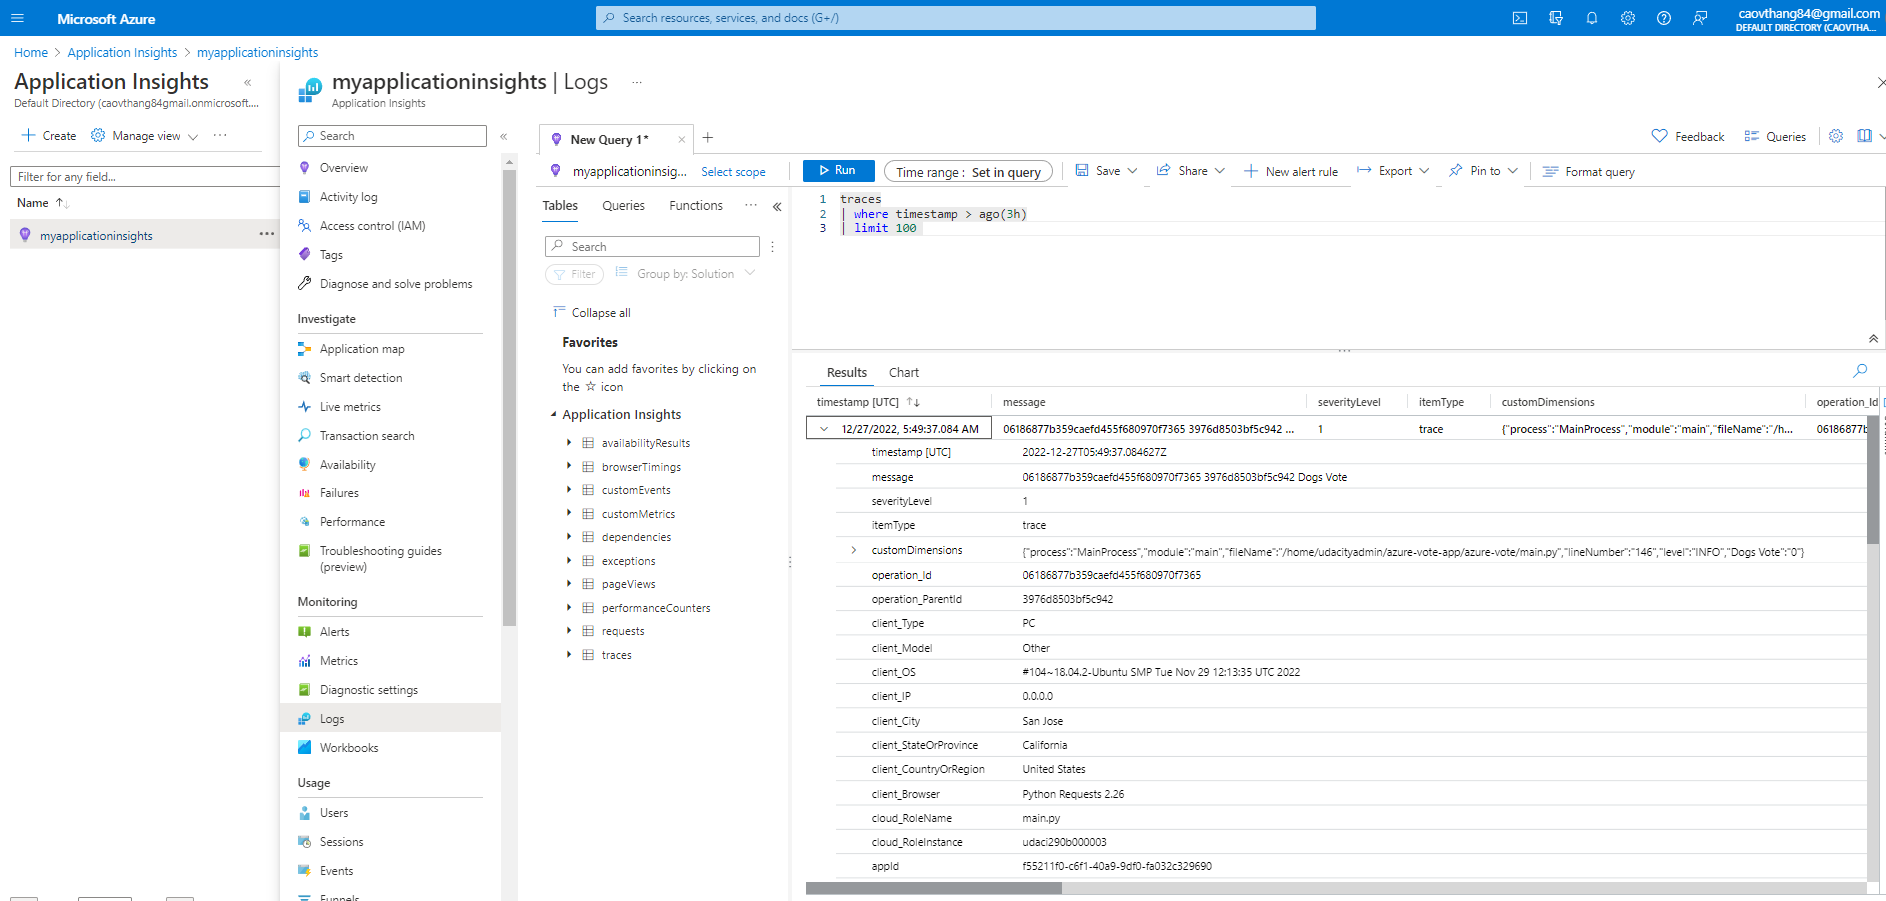 Microsoft Azure
Search resources, services, and docs (G+/)
caovthang84@gmail.com
DEFAULT DIRECTORY (CAOVTHA...
Home > Application Insights > myapplicationinsights
Application Insights
Default Directory (caovthang84gmail.onmicrosoft....
Create
Manage view
Filter for any field...
Name
myapplicationinsights
myapplicationinsights | Logs
Application Insights
Search
Overview
Activity log
Access control (IAM)
Tags
Diagnose and solve problems
Investigate
Application map
Smart detection
Live metrics
Transaction search
Availability
Failures
Performance
Troubleshooting guides
(preview)
Monitoring
Alerts
Metrics
Diagnostic settings
Logs
Workbooks
Usage
Users
Sessions
Events
Funnels
New Query 1*
Feedback
Queries
myapplicationinsig...
Select scope
Run
Time range : Set in query
Save
Share
New alert rule
Export
Pin to
Format query
Tables
Queries
Functions
Search
Filter
Group by: Solution
Collapse all
Favorites
You can add favorites by clicking on
the ☆ icon
Application Insights
availabilityResults
browserTimings
customEvents
customMetrics
dependencies
exceptions
pageViews
performanceCounters
requests
traces
1 traces
2 | where timestamp > ago(3h)
3 | limit 100
Results
Chart
timestamp [UTC] message severityLevel itemType customDimensions operation_Id
12/27/2022, 5:49:37.084 AM 06186877b359caefd455f680970f7365 3976d8503bf5c942 ... 1 trace {"process":"MainProcess","module":"main","fileName":"/h... 06186877b
timestamp [UTC] 2022-12-27T05:49:37.084627Z
message 06186877b359caefd455f680970f7365 3976d8503bf5c942 Dogs Vote
severityLevel 1
itemType trace
customDimensions {"process":"MainProcess","module":"main","fileName":"/home/udacityadmin/azure-vote-app/azure-vote/main.py","lineNumber":"146","level":"INFO","Dogs Vote":"0"}
operation_Id 06186877b359caefd455f680970f7365
operation_ParentId 3976d8503bf5c942
client_Type PC
client_Model Other
client_OS #104~18.04.2-Ubuntu SMP Tue Nov 29 12:13:35 UTC 2022
client_IP 0.0.0.0
client_City San Jose
client_StateOrProvince California
client_CountryOrRegion United States
client_Browser Python Requests 2.26
cloud_RoleName main.py
cloud_RoleInstance udaci290b000003
appId f55211f0-c6f1-40a9-9df0-fa032c329690